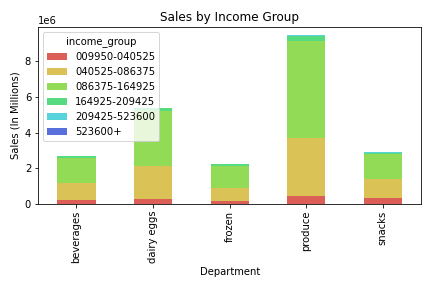 Sales by Income Group
1e6
income_group
009950-040525
040525-086375
086375-164925
164925-209425
209425-523600
523600+
Sales (In Millions)
8
6
4
2
0
beverages
dairy eggs
frozen
produce
snacks
Department